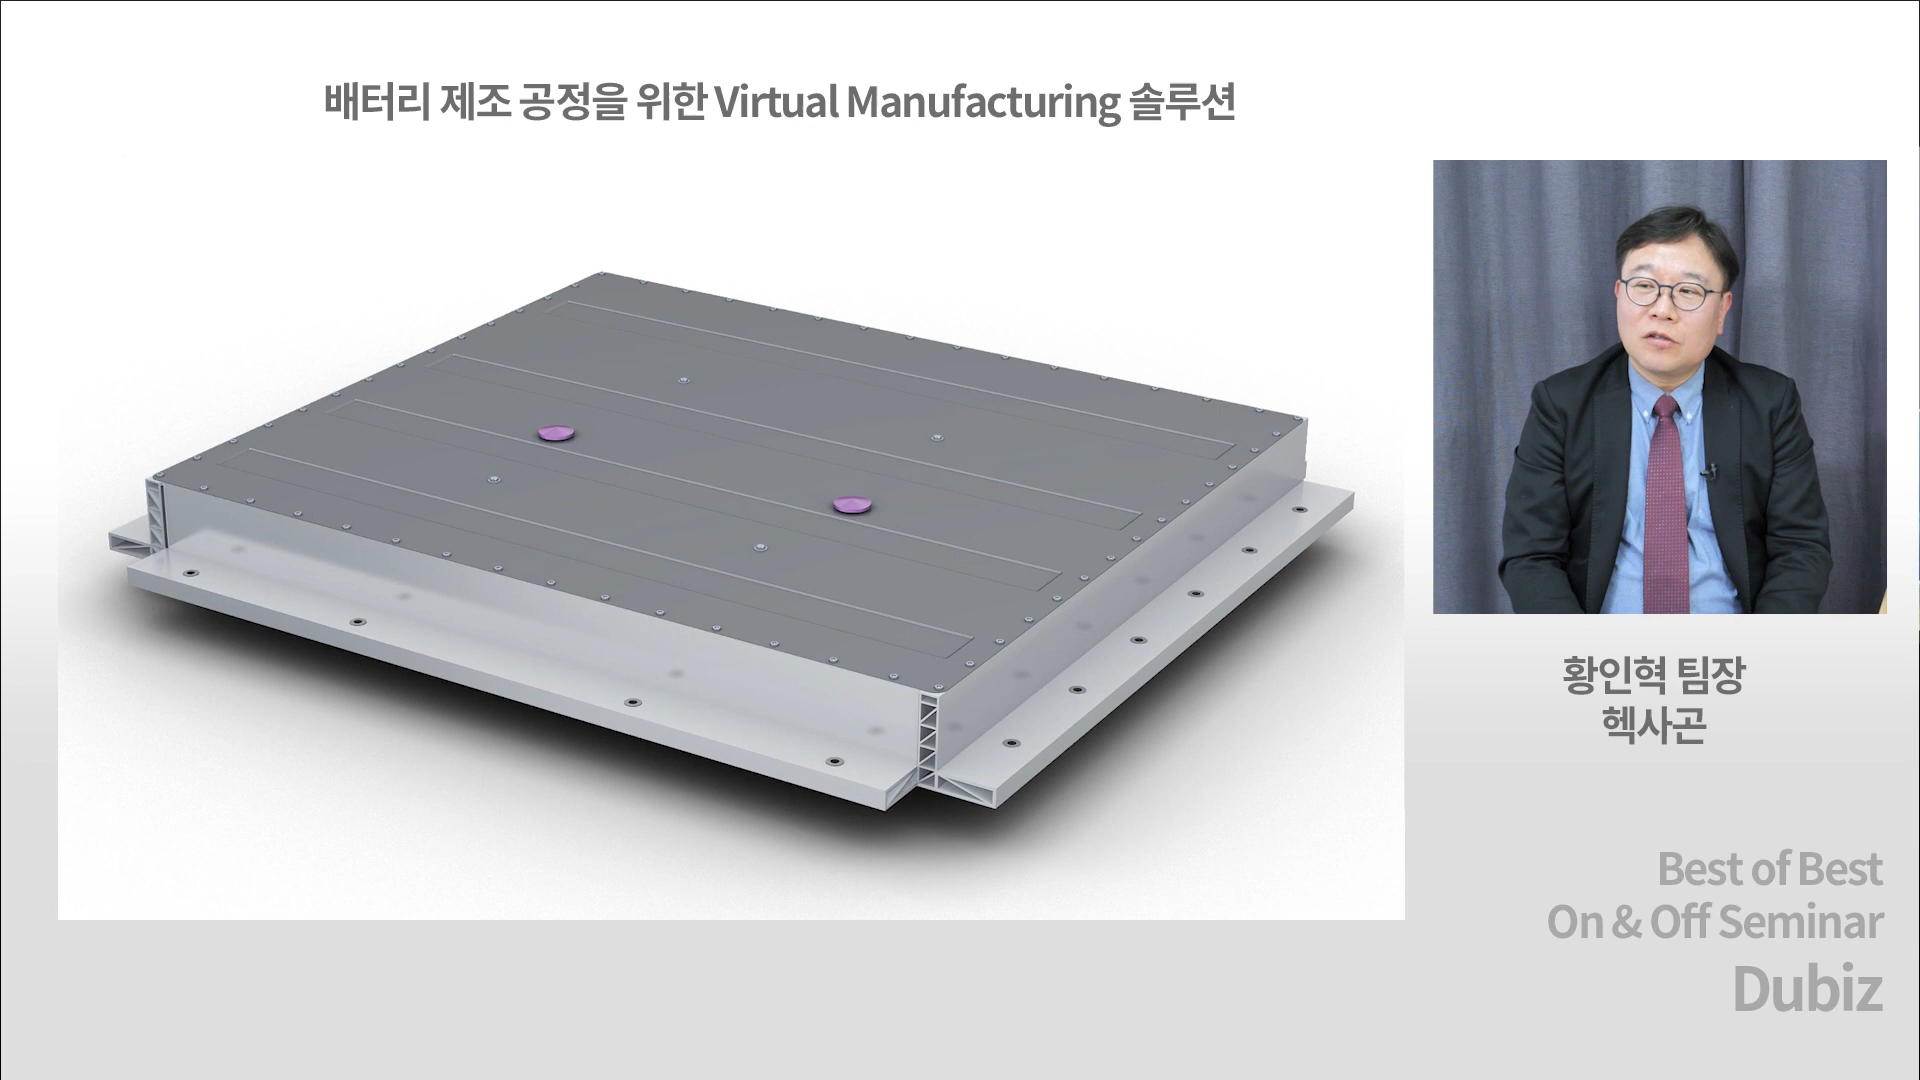 배터리 제조 공정을 위한 Virtual Manufacturing 솔루션
황인혁 팀장
헥사곤
Best of Best
On & Off Seminar
Dubiz